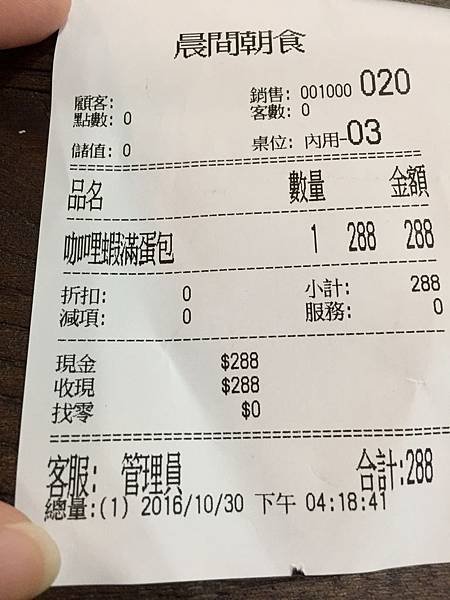 晨間朝食
顧客: 銷售: 001000 020
點數: 0 客數: 0
儲值: 0 桌位: 內用-03
品名 數量 金額
咖哩蝦滿蛋包 1 288 288
折扣: 0 小計: 288
減項: 0 服務: 0
現金 $288
收現 $288
找零 $0
客服: 管理員 合計:288
總量:(1) 2016/10/30 下午 04:18:41